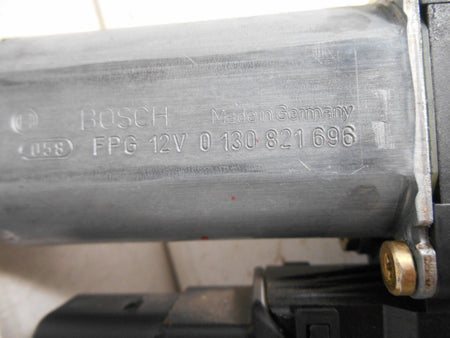 BOSCH Made in Germany
058 FPG 12V 0 130 821 696